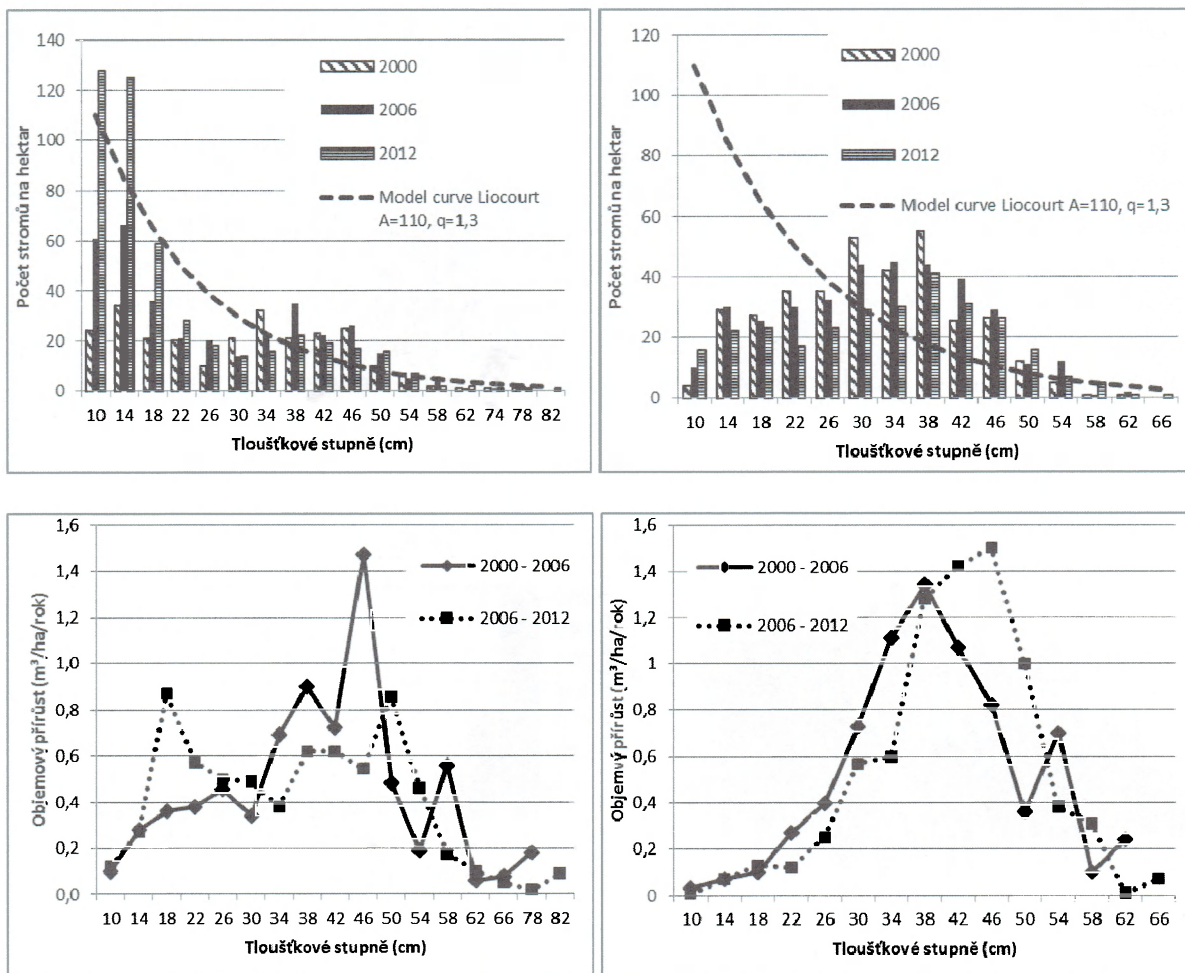 140
120
100
80
60
40
20
0
Počet stromů na hektar
2000
2006
2012
Model curve Liocourt
A=110, q=1,3
10 14 18 22 26 30 34 38 42 46 50 54 58 62 74 78 82
Tloušťkové stupně (cm)
120
100
80
60
40
20
0
Počet stromů na hektar
2000
2006
2012
Model curve Liocourt
A=110, q=1,3
10 14 18 22 26 30 34 38 42 46 50 54 58 62 66
Tloušťkové stupně (cm)
1,6
1,4
1,2
1,0
0,8
0,6
0,4
0,2
0,0
Objemový přírůst (m³/ha/rok)
2000 - 2006
2006 - 2012
10 14 18 22 26 30 34 38 42 46 50 54 58 62 66 78 82
Tloušťkové stupně (cm)
1,6
1,4
1,2
1
0,8
0,6
0,4
0,2
0
Objemový přírůst (m³/ha/rok)
2000 - 2006
2006 - 2012
10 14 18 22 26 30 34 38 42 46 50 54 58 62 66
Tloušťkové stupně (cm)